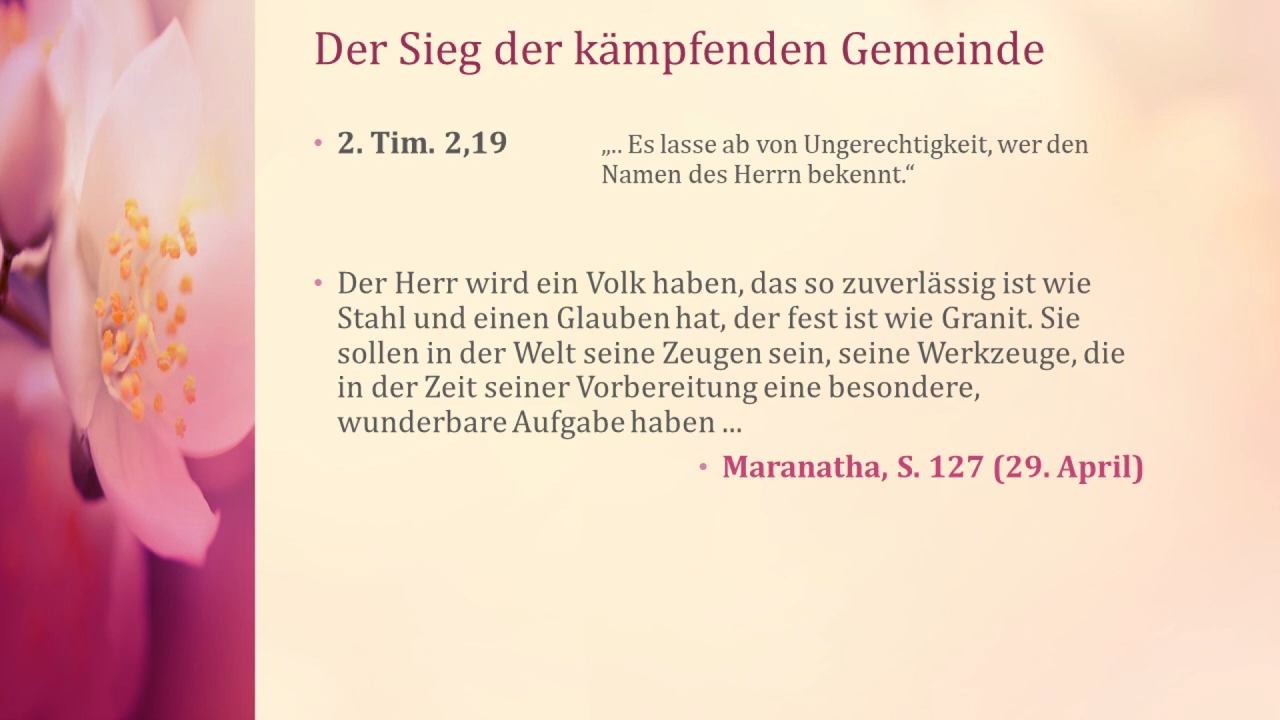 Der Sieg der kämpfenden Gemeinde
• 2. Tim. 2,19 „.. Es lasse ab von Ungerechtigkeit, wer den
Namen des Herrn bekennt.“
• Der Herr wird ein Volk haben, das so zuverlässig ist wie
Stahl und einen Glauben hat, der fest ist wie Granit. Sie
sollen in der Welt seine Zeugen sein, seine Werkzeuge, die
in der Zeit seiner Vorbereitung eine besondere,
wunderbare Aufgabe haben ...
• Maranatha, S. 127 (29. April)